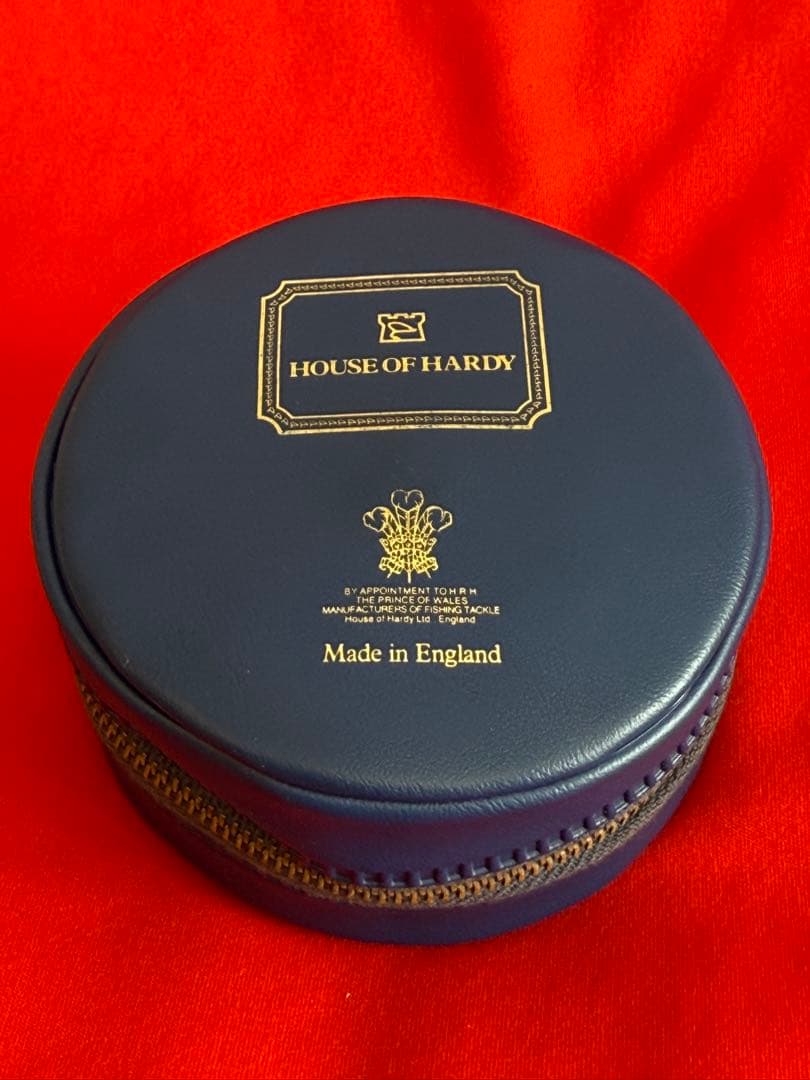 HOUSE OF HARDY
BY APPOINTMENT TO H R H
THE PRINCE OF WALES
MANUFACTURERS OF FISHING TACKLE
House of Hardy Ltd. England
Made in England